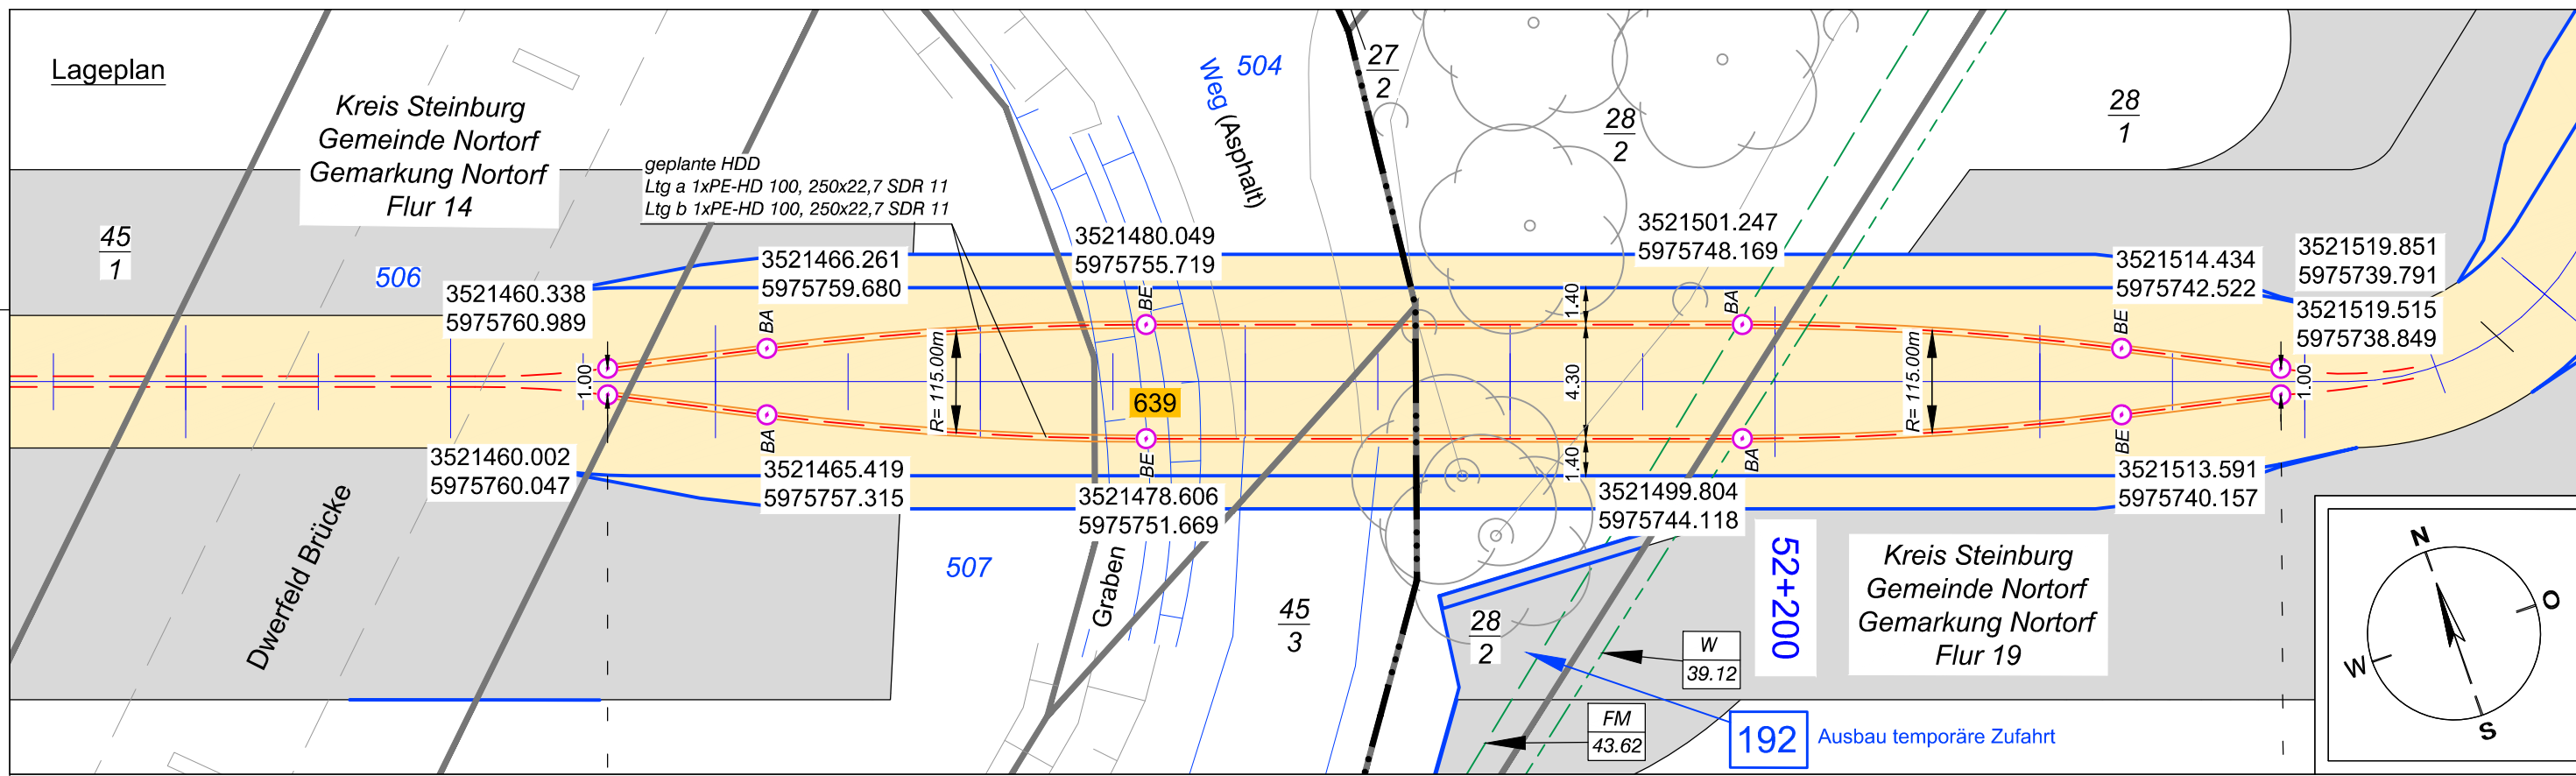 Lageplan
Kreis Steinburg
Gemeinde Nortorf
Gemarkung Nortorf
Flur 14
45
1
506
geplante HDD
Ltg a 1xPE-HD 100, 250x22,7 SDR 11
Ltg b 1xPE-HD 100, 250x22,7 SDR 11
504
Weg (Asphalt)
27
2
28
2
28
1
3521460.338
5975760.989
3521466.261
5975759.680
3521480.049
5975755.719
3521501.247
5975748.169
3521514.434
5975742.522
3521519.851
5975739.791
3521519.515
5975738.849
BA
BE
BA
BE
1.00
R= 115.00m
639
1.40
4.30
1.40
R= 115.00m
1.00
BA
BE
BA
BE
3521460.002
5975760.047
3521465.419
5975757.315
3521478.606
5975751.669
3521499.804
5975744.118
3521513.591
5975740.157
Dwerfeld Brücke
507
Graben
45
3
28
2
W
39.12
FM
43.62
52+200
Kreis Steinburg
Gemeinde Nortorf
Gemarkung Nortorf
Flur 19
192
Ausbau temporäre Zufahrt
N
O
W
S